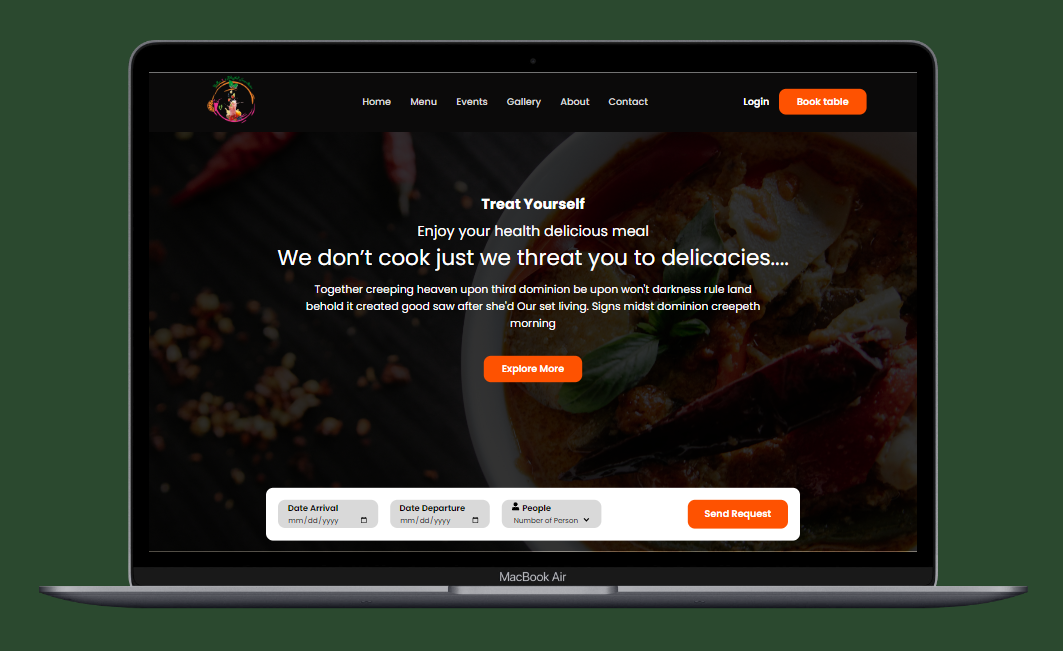 Home Menu Events Gallery About Contact Login Book table
Treat Yourself
Enjoy your health delicious meal
We don’t cook just we threat you to delicacies....
Together creeping heaven upon third dominion be upon won't darkness rule land
behold it created good saw after she'd Our set living. Signs midst dominion creepeth
morning
Explore More
Date Arrival Date Departure People
mm/dd/yyyy mm/dd/yyyy Number of Person
Send Request
MacBook Air